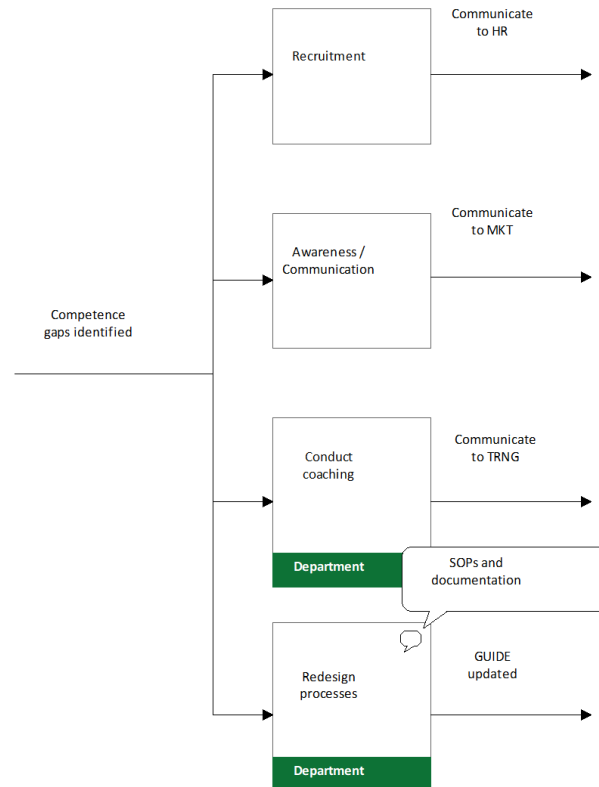 Communicate
to HR
Recruitment
Communicate
to MKT
Awareness /
Communication
Competence
gaps identified
Communicate
to TRNG
Conduct
coaching
Department
SOPs and
documentation
GUIDE
updated
Redesign
processes
Department